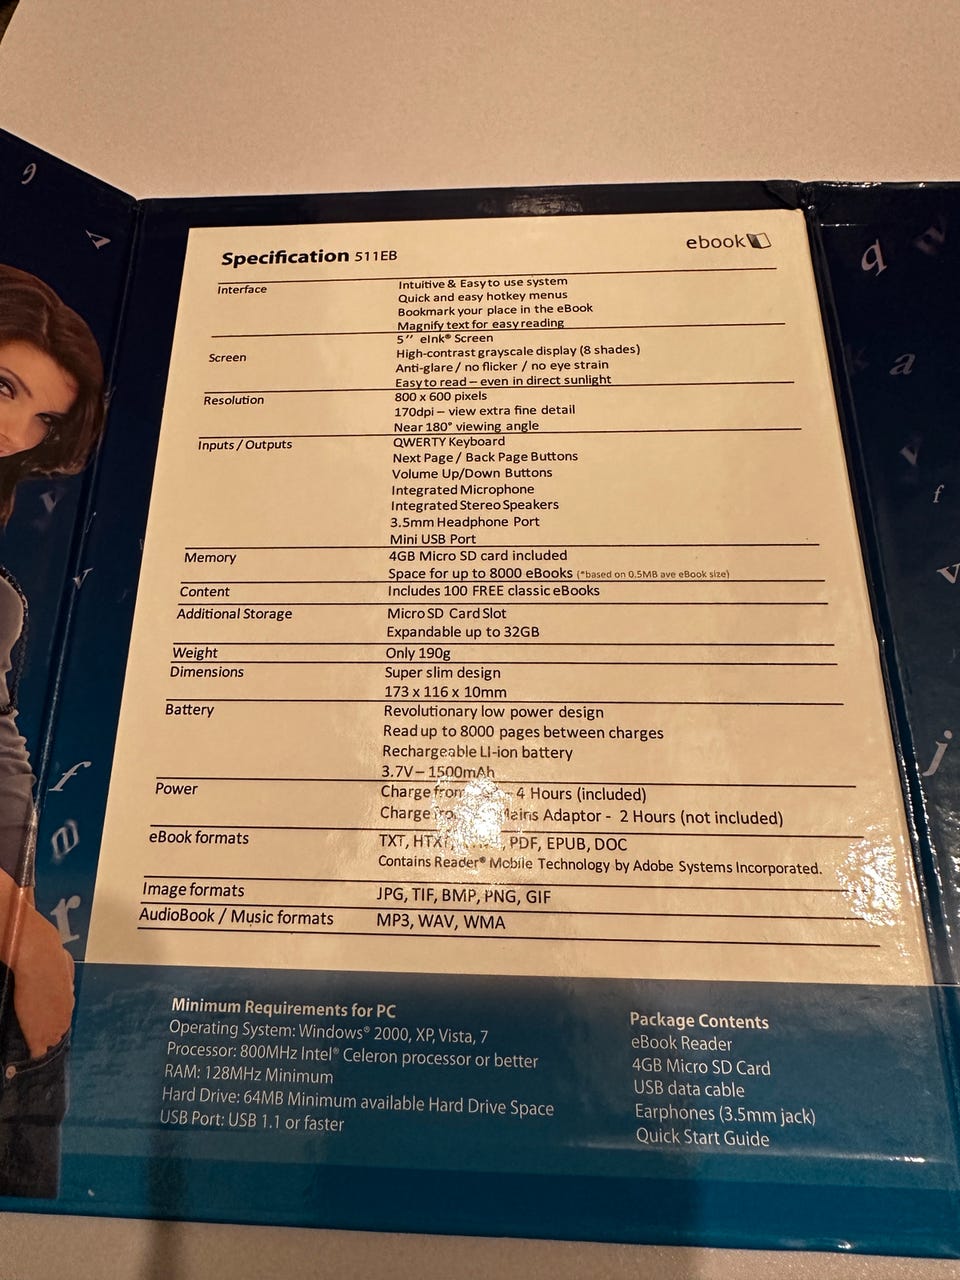 Specification 511EB
ebook
Interface
Intuitive & Easy to use system
Quick and easy hotkey menus
Bookmark your place in the eBook
Magnify text for easy reading
Screen
5’’ eInk® Screen
High-contrast grayscale display (8 shades)
Anti-glare / no flicker / no eye strain
Easy to read – even in direct sunlight
Resolution
800 x 600 pixels
170dpi – view extra fine detail
Near 180° viewing angle
Inputs / Outputs
QWERTY Keyboard
Next Page / Back Page Buttons
Volume Up/Down Buttons
Integrated Microphone
Integrated Stereo Speakers
3.5mm Headphone Port
Mini USB Port
Memory
4GB Micro SD card included
Space for up to 8000 eBooks (*based on 0.5MB ave eBook size)
Content
Includes 100 FREE classic eBooks
Additional Storage
Micro SD Card Slot
Expandable up to 32GB
Weight
Only 190g
Dimensions
Super slim design
173 x 116 x 10mm
Battery
Revolutionary low power design
Read up to 8000 pages between charges
Rechargeable LI-ion battery
3.7V – 1500mAh
Power
Charge from - 4 Hours (included)
Charge from Mains Adaptor - 2 Hours (not included)
eBook formats
TXT, PDF, EPUB, DOC
Contains Reader® Mobile Technology by Adobe Systems Incorporated.
Image formats
JPG, TIF, BMP, PNG, GIF
AudioBook / Music formats
MP3, WAV, WMA
Minimum Requirements for PC
Operating System: Windows® 2000, XP, Vista, 7
Processor: 800MHz Intel® Celeron processor or better
RAM: 128MHz Minimum
Hard Drive: 64MB Minimum available Hard Drive Space
USB Port: USB 1.1 or faster
Package Contents
eBook Reader
4GB Micro SD Card
USB data cable
Earphones (3.5mm jack)
Quick Start Guide